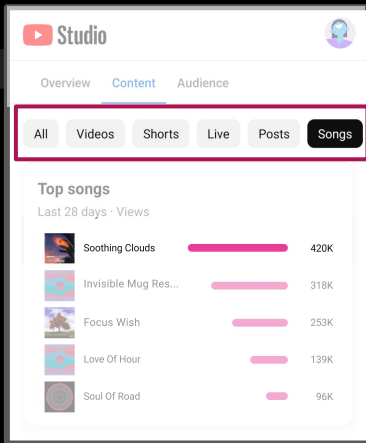 Studio
Overview Content Audience
All Videos Shorts Live Posts Songs
Top songs
Last 28 days · Views
Soothing Clouds 420K
Invisible Mug Res... 318K
Focus Wish 253K
Love Of Hour 139K
Soul Of Road 96K